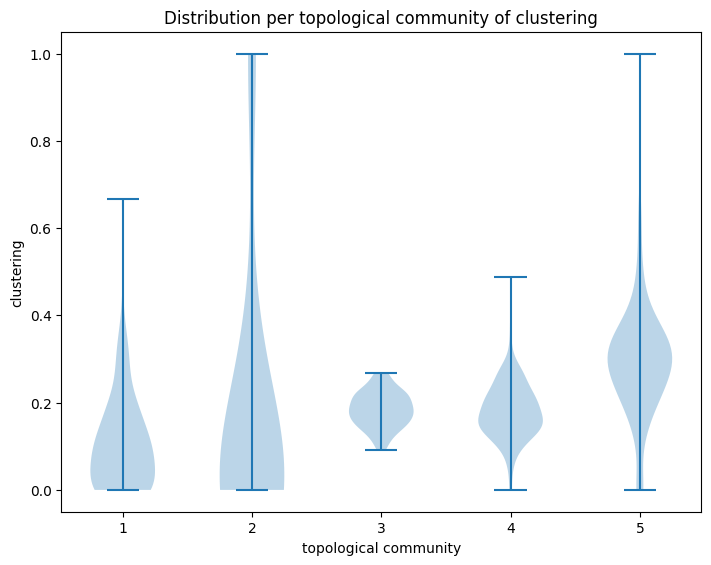 Distribution per topological community of clustering
1.0
0.8
0.6
0.4
0.2
0.0
clustering
1 2 3 4 5
topological community